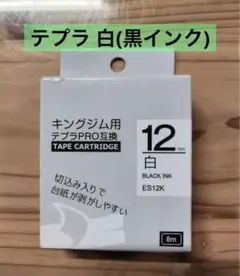 テプラ 白(黒インク)
キングジム用
テプラPRO互換
TAPE CARTRIDGE
12mm
白
BLACK INK
ES12K
切込み入りで
台紙が剥がしやすい
8m